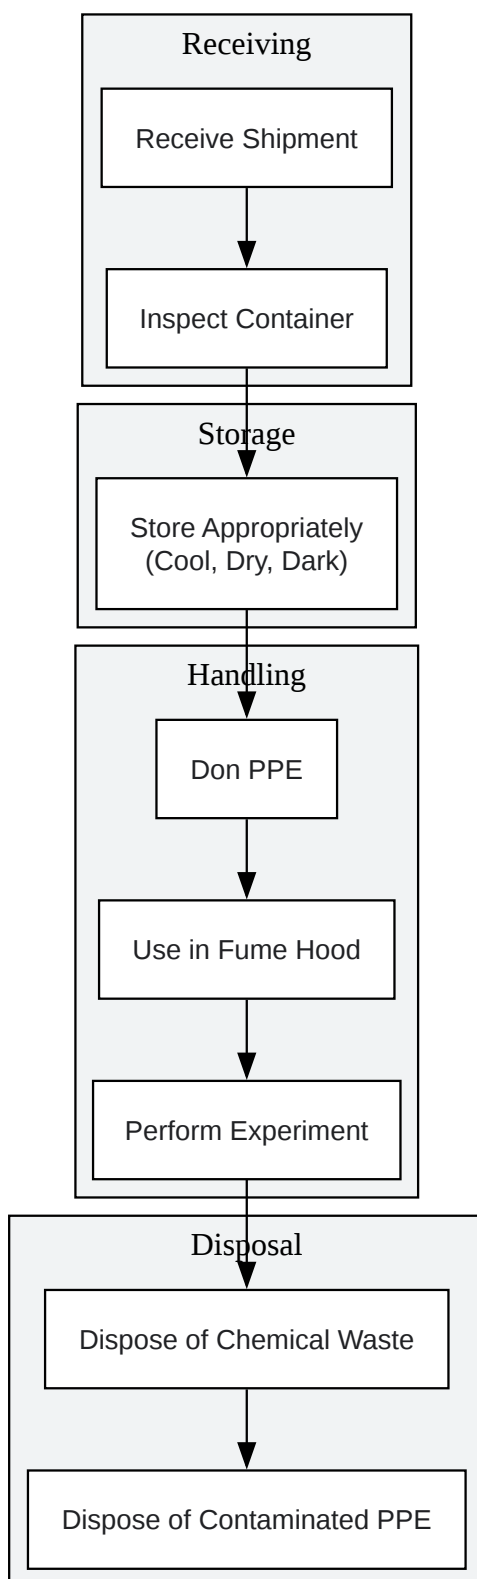 Receiving
Receive Shipment
Inspect Container
Storage
Store Appropriately
(Cool, Dry, Dark)
Handling
Don PPE
Use in Fume Hood
Perform Experiment
Disposal
Dispose of Chemical Waste
Dispose of Contaminated PPE